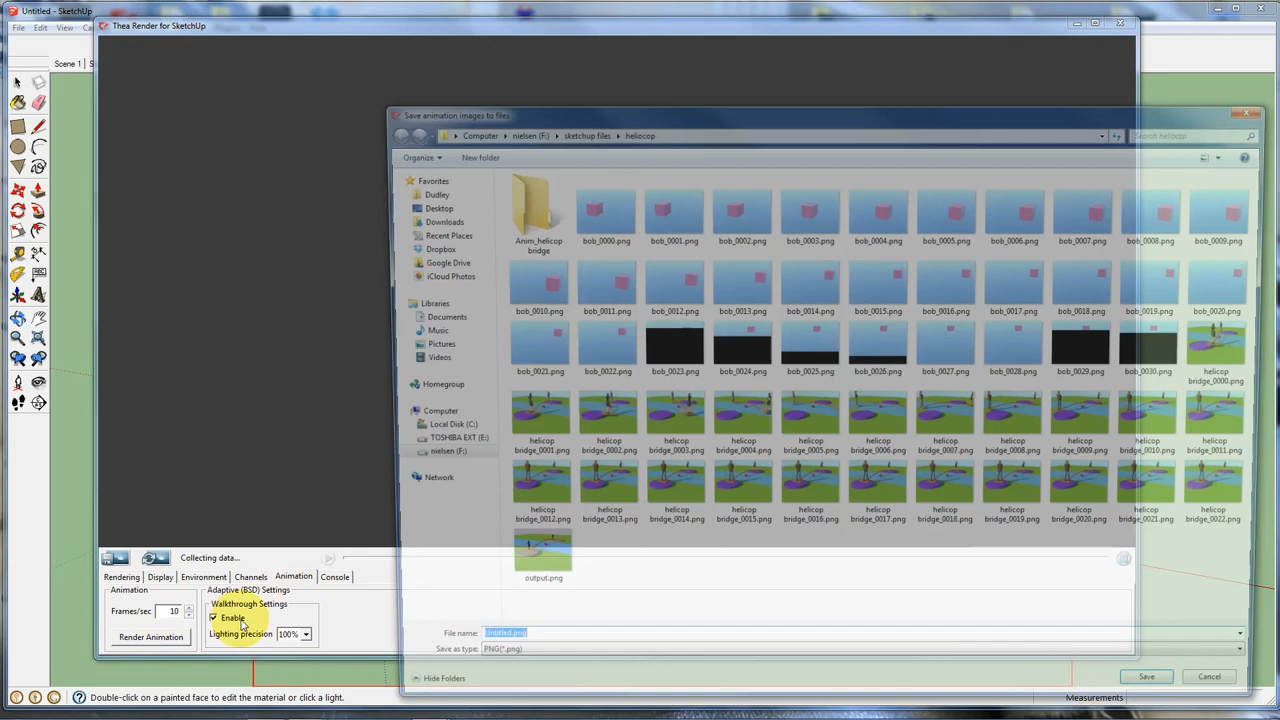 Untitled - SketchUp
File Edit View Ca
Scene 1 S
Thea Render for SketchUp
Save animation images to files
Computer nielsen (F:) sketchup files heliocop
Search heliocop
Organize New folder
Favorites
Dudley
Desktop
Downloads
Recent Places
Dropbox
Google Drive
iCloud Photos
Libraries
Documents
Music
Pictures
Videos
Homegroup
Computer
Local Disk (C:)
TOSHIBA EXT (E:)
nielsen (F:)
Network
Anim_helicop bridge bob_0000.png bob_0001.png bob_0002.png bob_0003.png bob_0004.png bob_0005.png bob_0006.png bob_0007.png bob_0008.png bob_0009.png
bob_0010.png bob_0011.png bob_0012.png bob_0013.png bob_0014.png bob_0015.png bob_0016.png bob_0017.png bob_0018.png bob_0019.png bob_0020.png
bob_0021.png bob_0022.png bob_0023.png bob_0024.png bob_0025.png bob_0026.png bob_0027.png bob_0028.png bob_0029.png bob_0030.png helicop bridge_0000.png
helicop bridge_0001.png helicop bridge_0002.png helicop bridge_0003.png helicop bridge_0004.png helicop bridge_0005.png helicop bridge_0006.png helicop bridge_0007.png helicop bridge_0008.png helicop bridge_0009.png helicop bridge_0010.png helicop bridge_0011.png
helicop bridge_0012.png helicop bridge_0013.png helicop bridge_0014.png helicop bridge_0015.png helicop bridge_0016.png helicop bridge_0017.png helicop bridge_0018.png helicop bridge_0019.png helicop bridge_0020.png helicop bridge_0021.png helicop bridge_0022.png
output.png
File name: Untitled.png
Save as type: PNG(*.png)
Hide Folders Save Cancel
Collecting data...
Rendering Display Environment Channels Animation Console
Animation
Frames/sec 10
Render Animation
Adaptive (BSD) Settings
Walkthrough Settings
Enable
Lighting precision 100%
Double-click on a painted face to edit the material or click a light.
Measurements